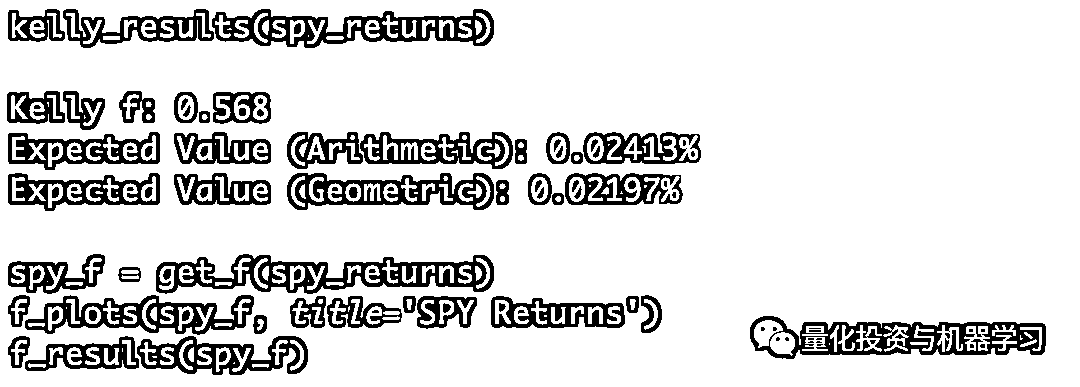 kelly_results(spy_returns)
Kelly f: 0.568
Expected Value (Arithmetic): 0.02413%
Expected Value (Geometric): 0.02197%
spy_f = get_f(spy_returns)
f_plots(spy_f, title='SPY Returns')
f_results(spy_f)
量化投资与机器学习